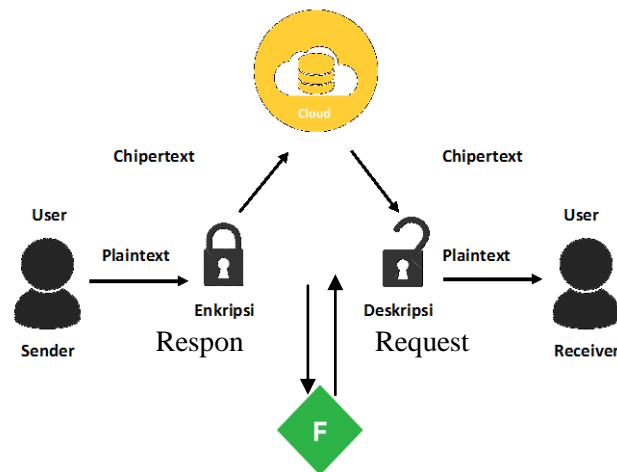 Cloud
Chipertext Chipertext
User User
Plaintext Plaintext
Enkripsi Deskripsi
Respon Request
Sender Receiver
F